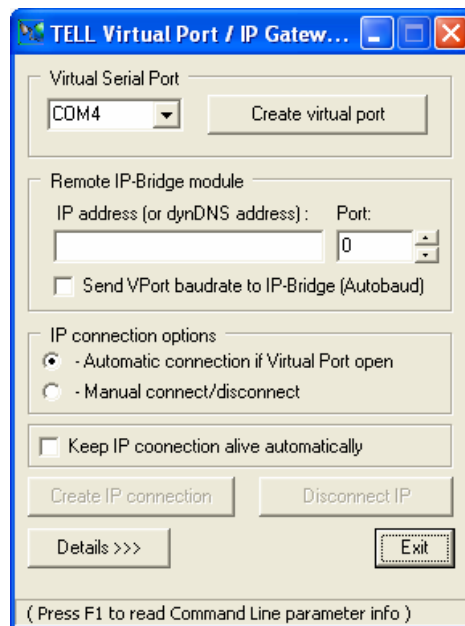 TELL Virtual Port / IP Gatew...
Virtual Serial Port
COM4
Create virtual port
Remote IP-Bridge module
IP address (or dynDNS address) : Port:
0
Send VPort baudrate to IP-Bridge (Autobaud)
IP connection options
- Automatic connection if Virtual Port open
- Manual connect/disconnect
Keep IP coonection alive automatically
Create IP connection Disconnect IP
Details >>> Exit
( Press F1 to read Command Line parameter info )